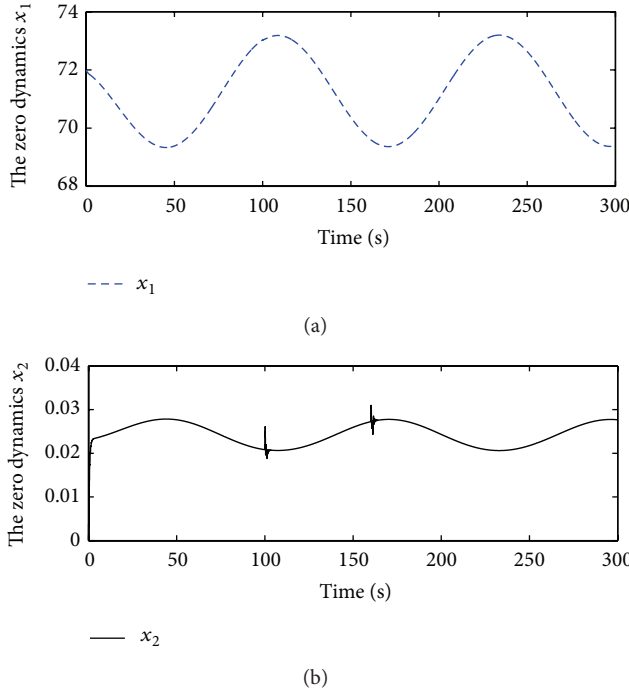 The zero dynamics x₁
74
72
70
68
0 50 100 150 200 250 300
Time (s)
x₁
(a)
The zero dynamics x₂
0.04
0.03
0.02
0.01
0
0 50 100 150 200 250 300
Time (s)
x₂
(b)